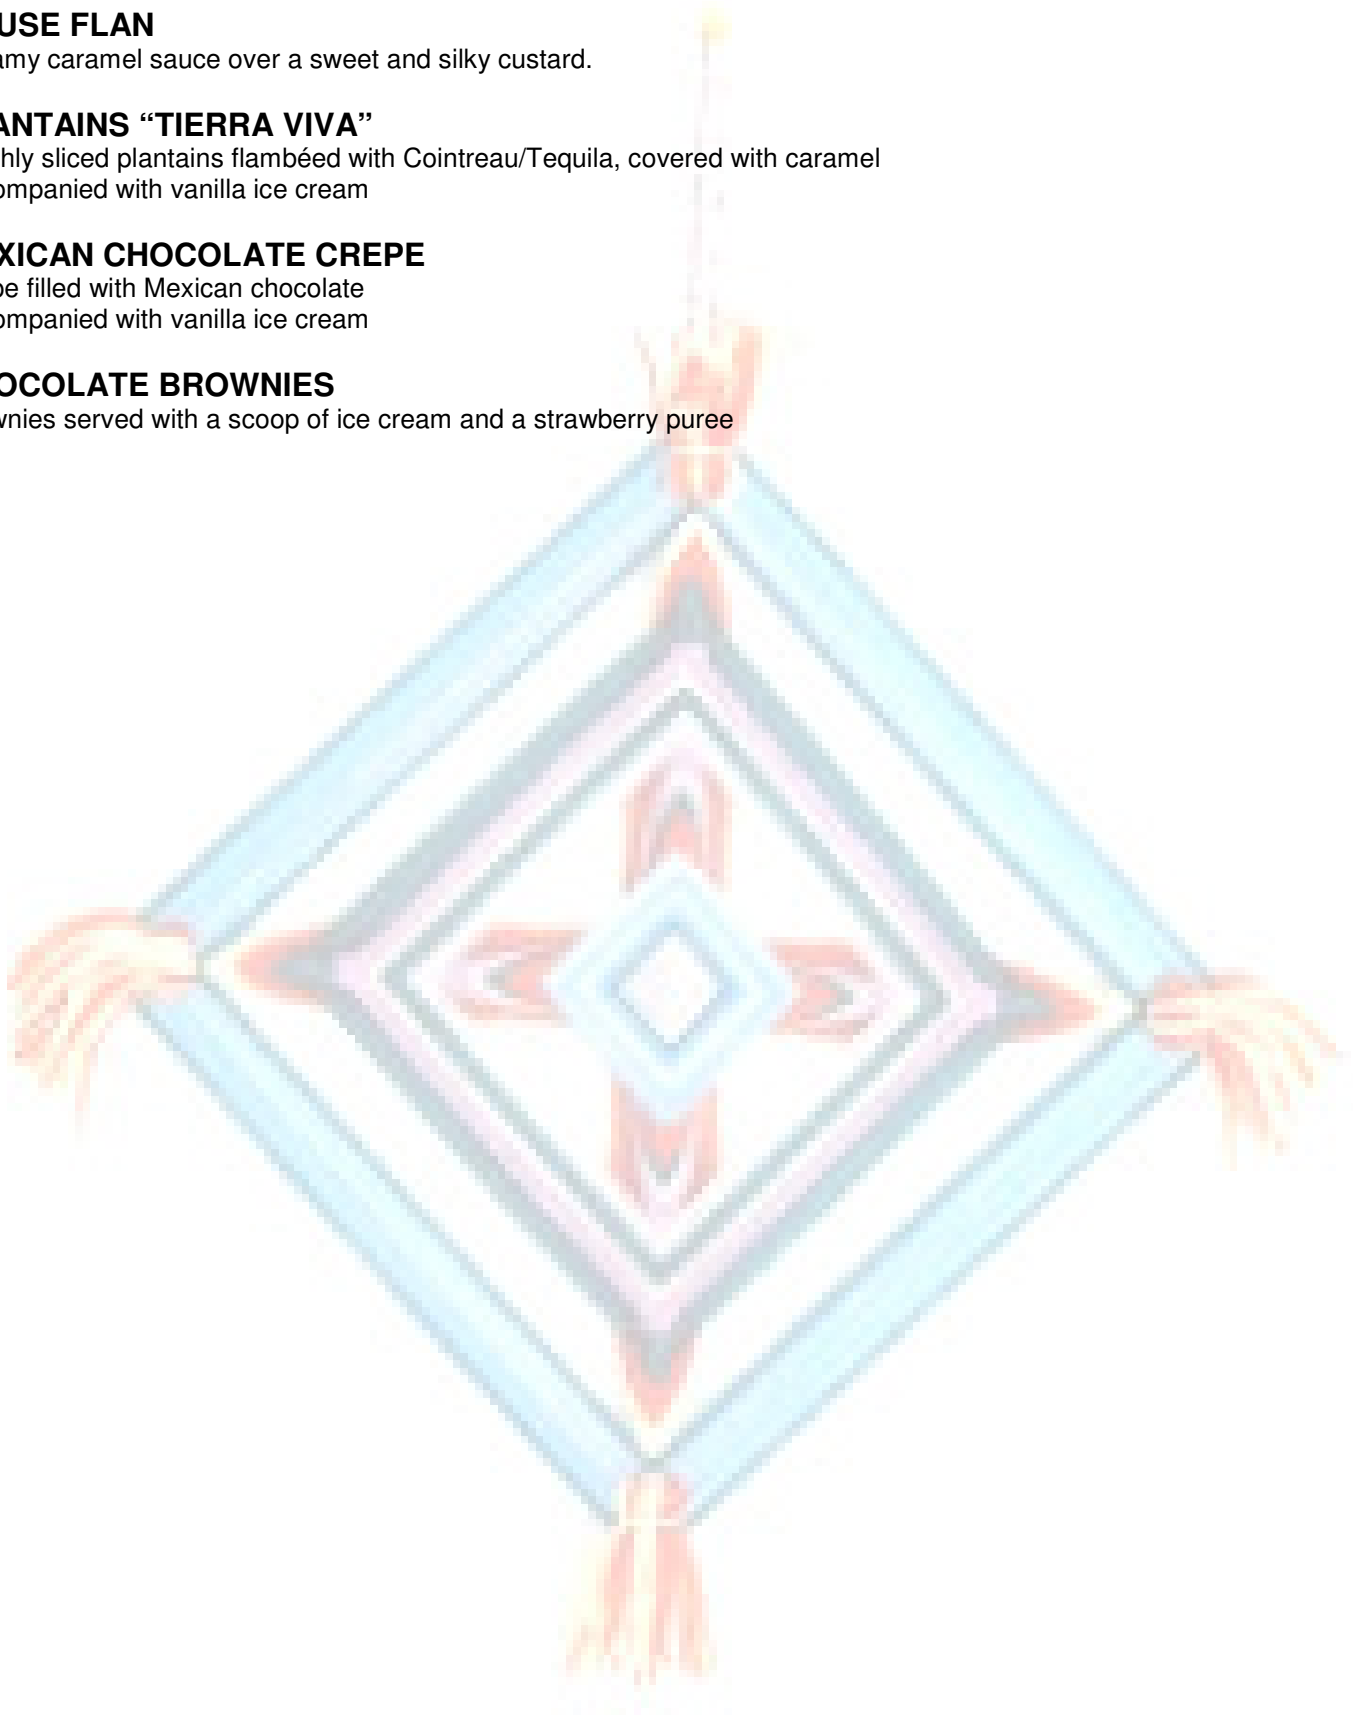 USE FLAN
amy caramel sauce over a sweet and silky custard.
ANTAINS “TIERRA VIVA”
hly sliced plantains flambéed with Cointreau/Tequila, covered with caramel
ompanied with vanilla ice cream
XICAN CHOCOLATE CREPE
pe filled with Mexican chocolate
ompanied with vanilla ice cream
OCOLATE BROWNIES
wnies served with a scoop of ice cream and a strawberry puree